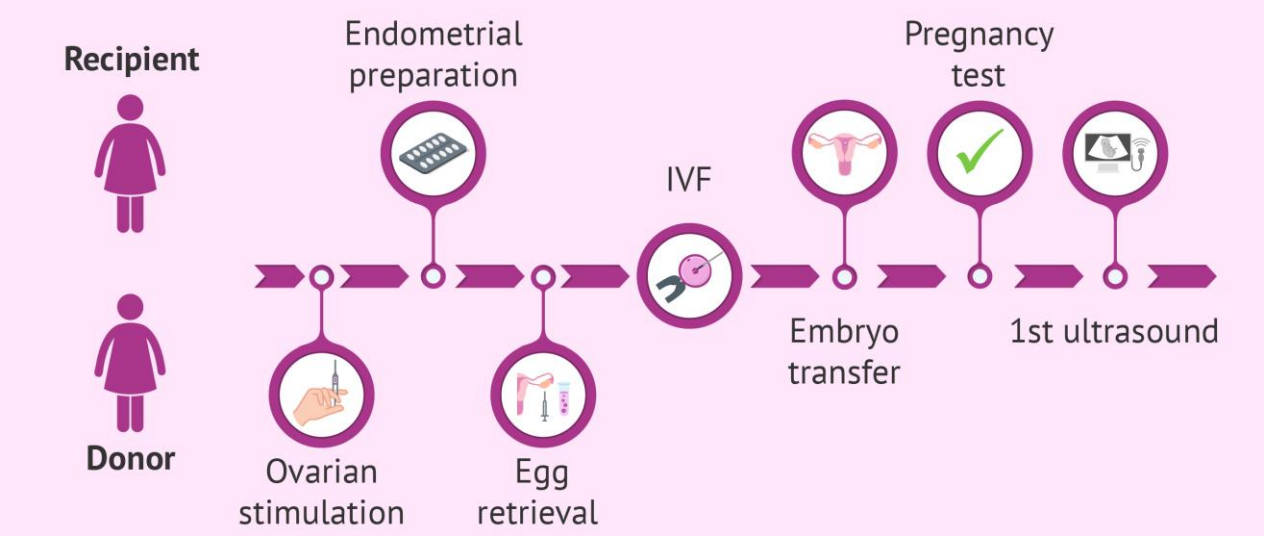 Recipient
Endometrial
preparation
Pregnancy
test
IVF
Embryo
transfer
1st ultrasound
Donor
Ovarian
stimulation
Egg
retrieval